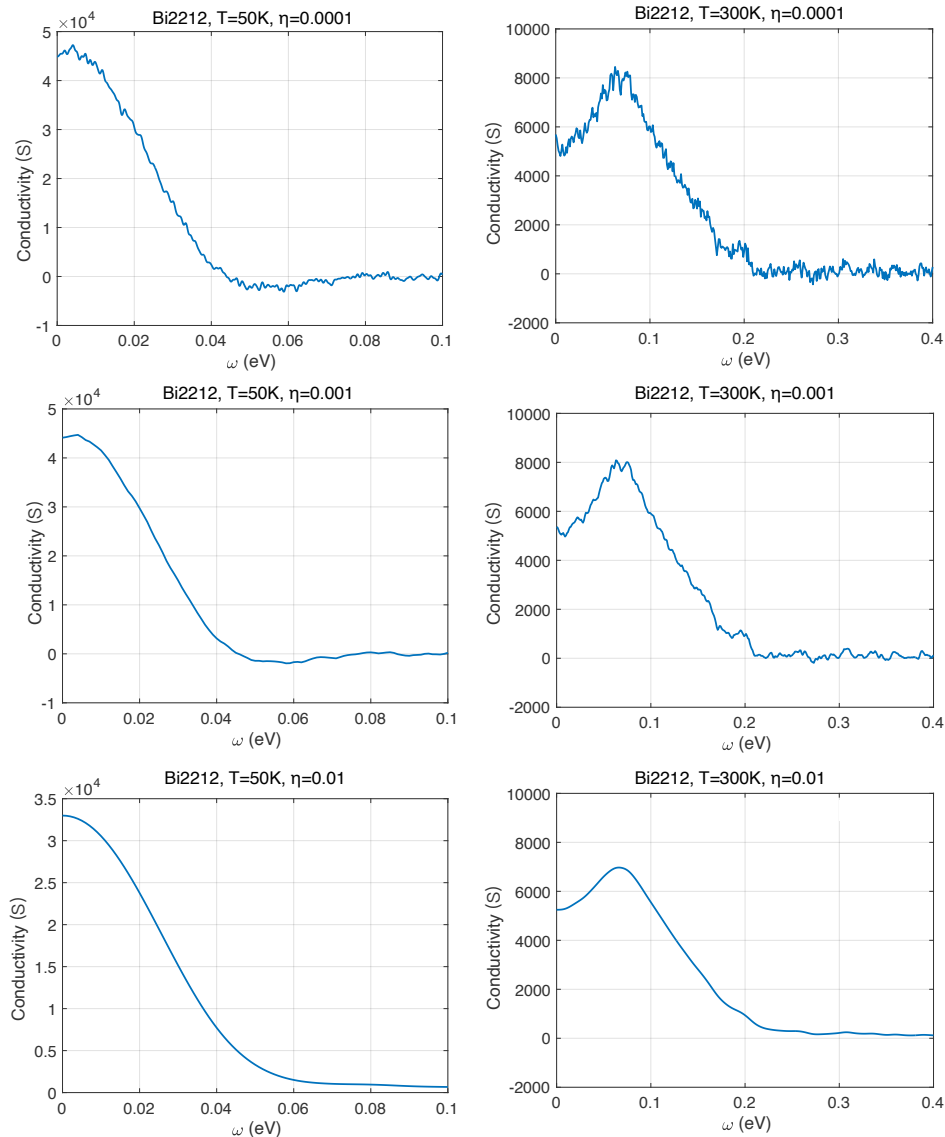 Bi2212, T=50K, η=0.0001
×10⁴
5
4
3
2
1
0
-1
Conductivity (S)
0 0.02 0.04 0.06 0.08 0.1
ω (eV)
Bi2212, T=300K, η=0.0001
10000
8000
6000
4000
2000
0
-2000
Conductivity (S)
0 0.1 0.2 0.3 0.4
ω (eV)
Bi2212, T=50K, η=0.001
×10⁴
5
4
3
2
1
0
-1
Conductivity (S)
0 0.02 0.04 0.06 0.08 0.1
ω (eV)
Bi2212, T=300K, η=0.001
10000
8000
6000
4000
2000
0
-2000
Conductivity (S)
0 0.1 0.2 0.3 0.4
ω (eV)
Bi2212, T=50K, η=0.01
×10⁴
3.5
3
2.5
2
1.5
1
0.5
0
Conductivity (S)
0 0.02 0.04 0.06 0.08 0.1
ω (eV)
Bi2212, T=300K, η=0.01
10000
8000
6000
4000
2000
0
-2000
Conductivity (S)
0 0.1 0.2 0.3 0.4
ω (eV)